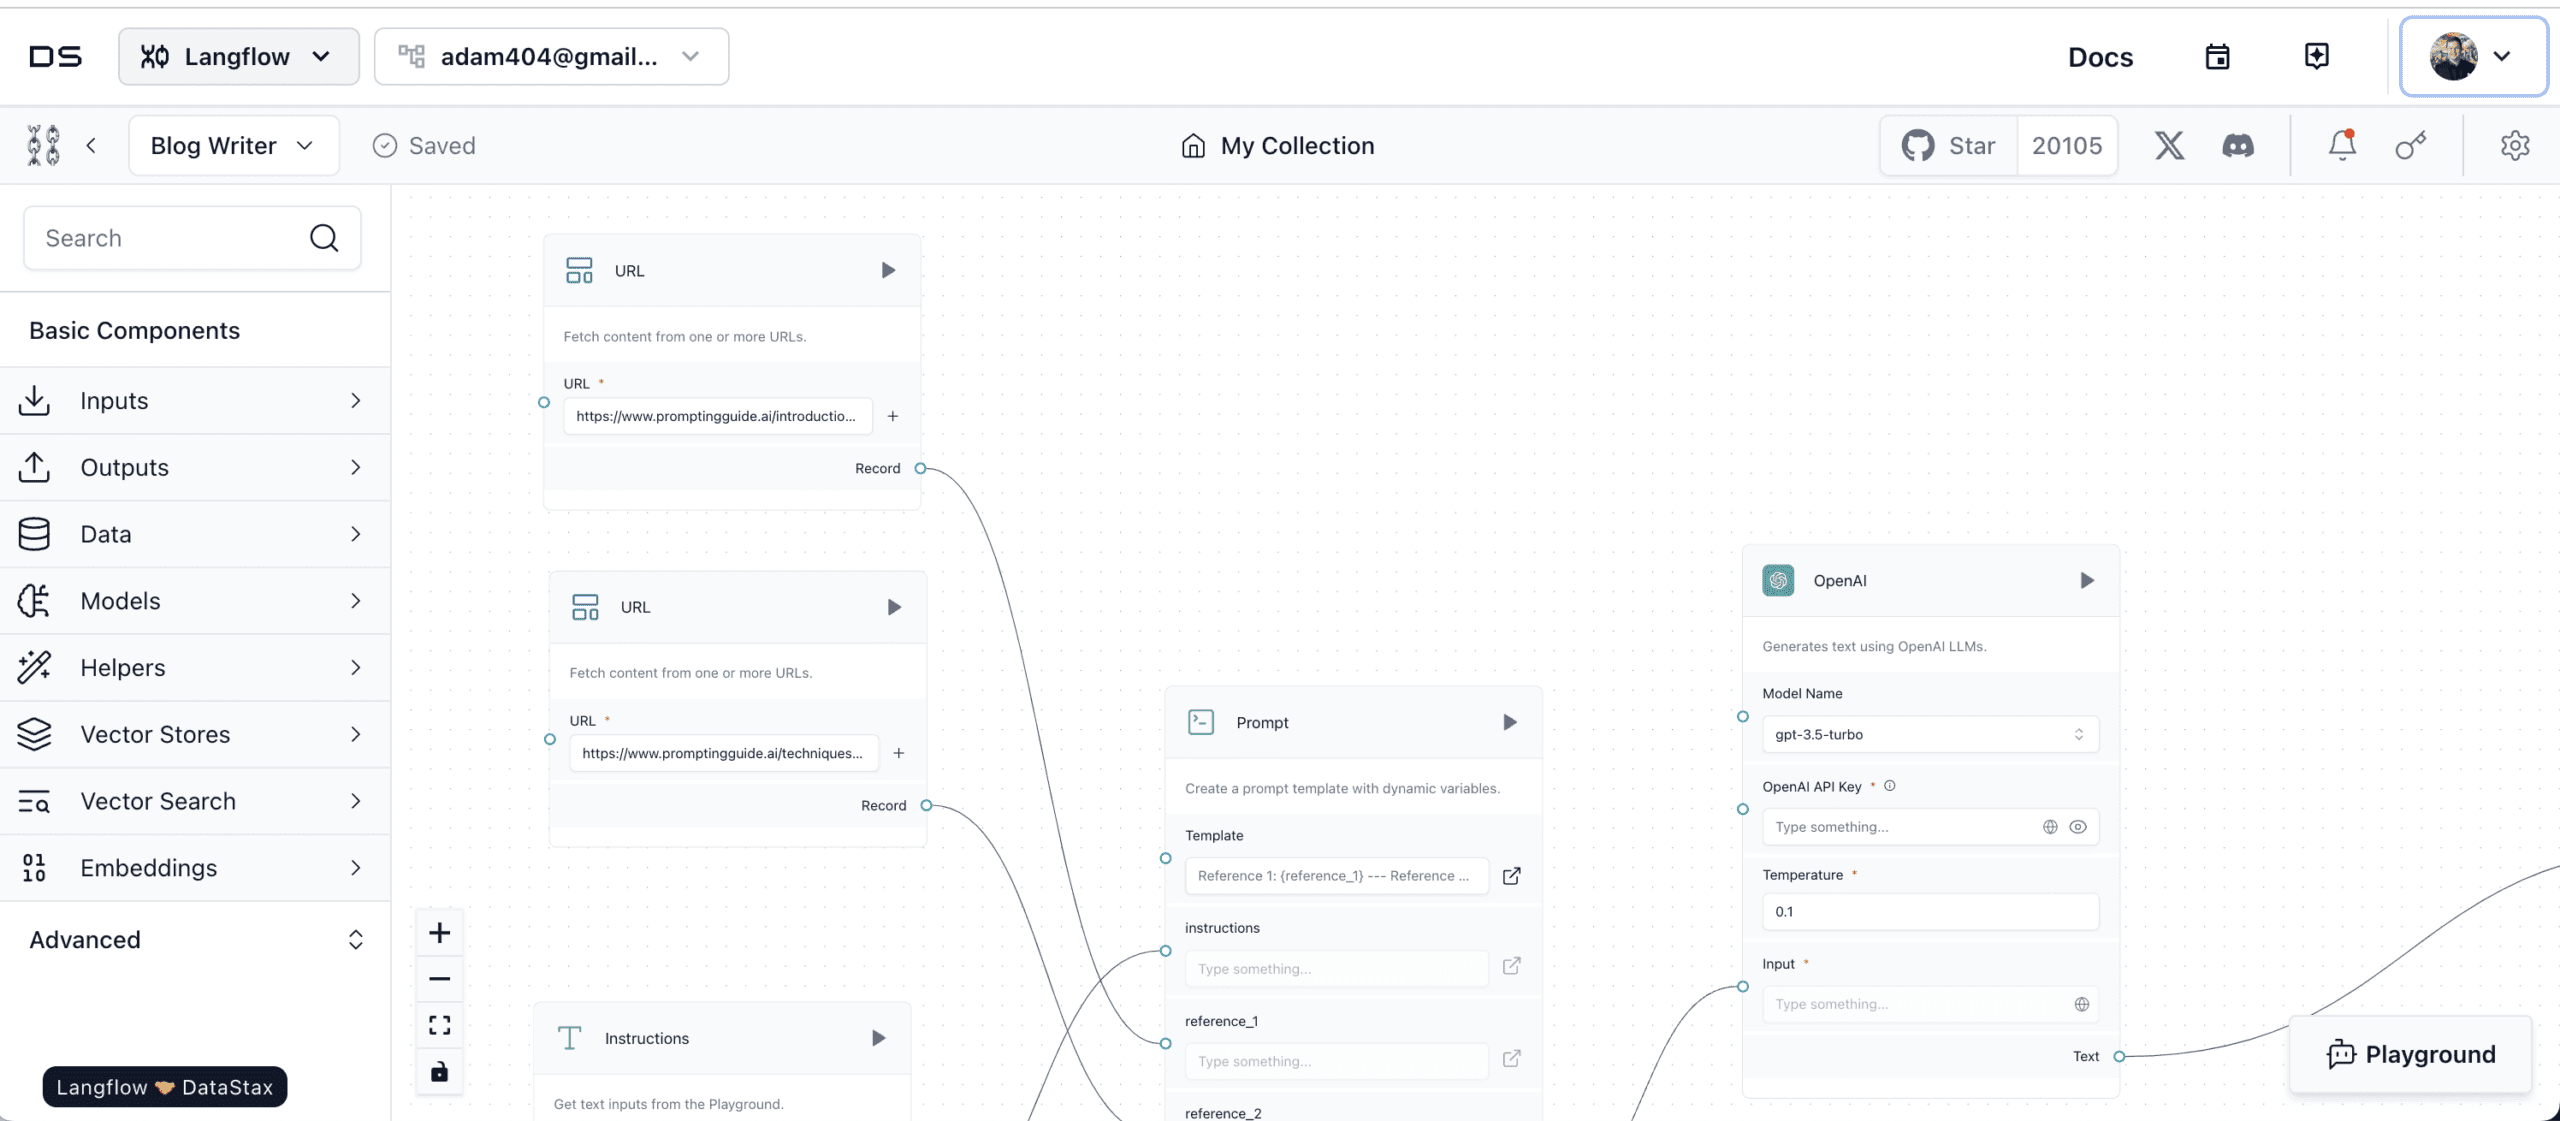 DS
Langflow
adam404@gmail...
Docs
Blog Writer
Saved
My Collection
Star
20105
Search
Basic Components
Inputs
Outputs
Data
Models
Helpers
Vector Stores
Vector Search
Embeddings
Advanced
Langflow DataStax
URL
Fetch content from one or more URLs.
URL *
https://www.promptingguide.ai/introductio...
Record
URL
Fetch content from one or more URLs.
URL *
https://www.promptingguide.ai/techniques...
Record
Instructions
Get text inputs from the Playground.
Prompt
Create a prompt template with dynamic variables.
Template
Reference 1: {reference_1} --- Reference ...
instructions
Type something...
reference_1
Type something...
reference_2
OpenAI
Generates text using OpenAI LLMs.
Model Name
gpt-3.5-turbo
OpenAI API Key *
Type something...
Temperature *
0.1
Input *
Type something...
Text
Playground